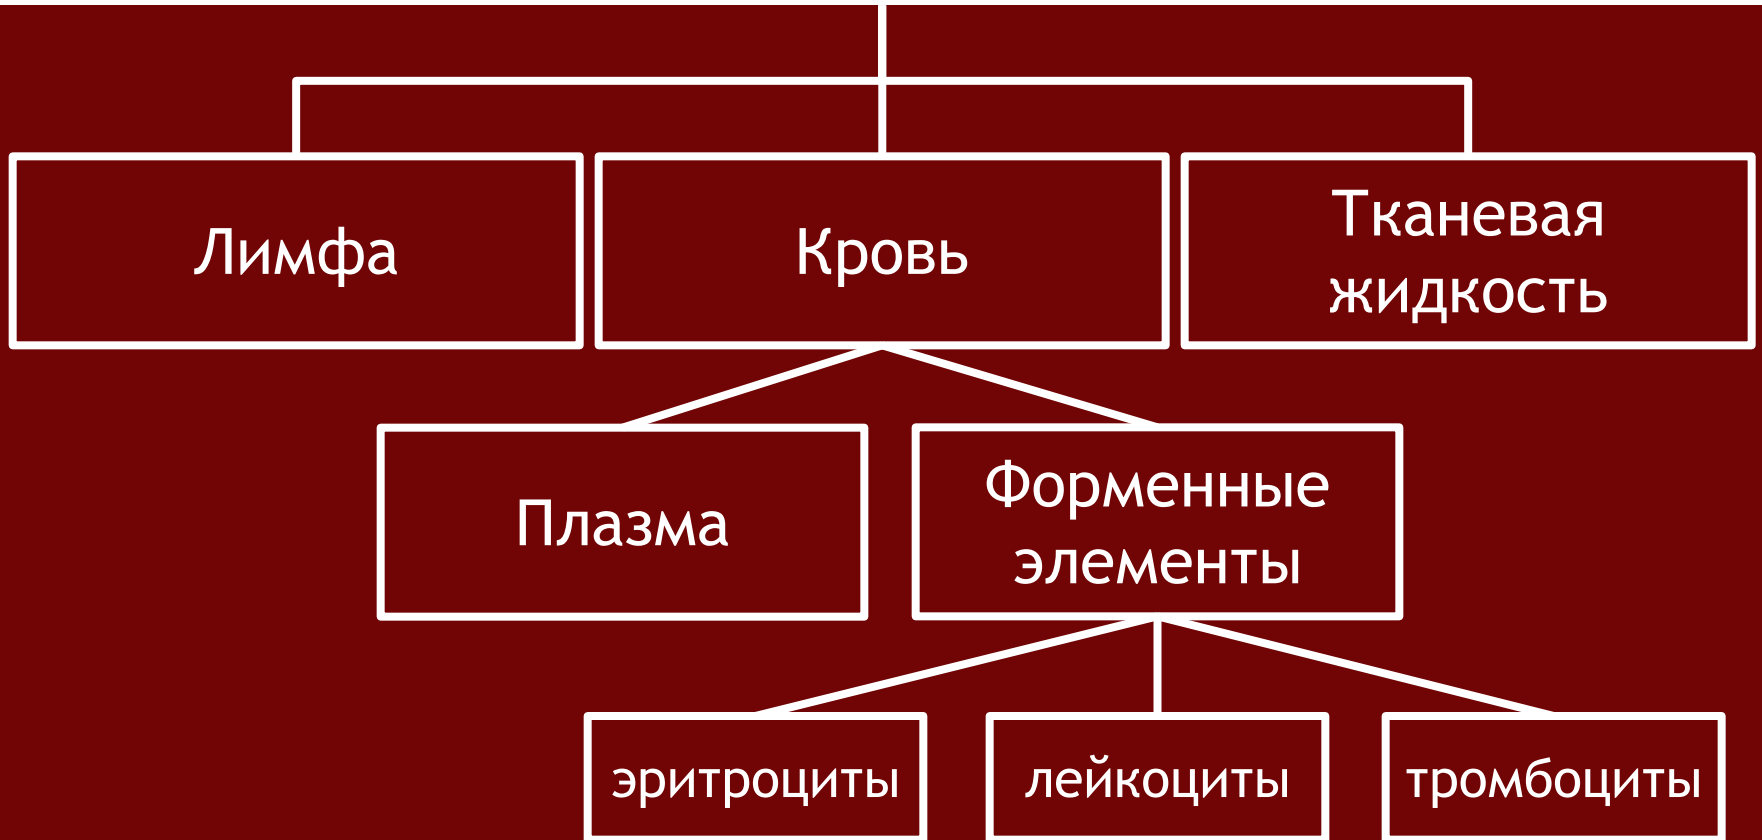 Лимфа
Кровь
Тканевая
жидкость
Плазма
Форменные
элементы
эритроциты
лейкоциты
тромбоциты